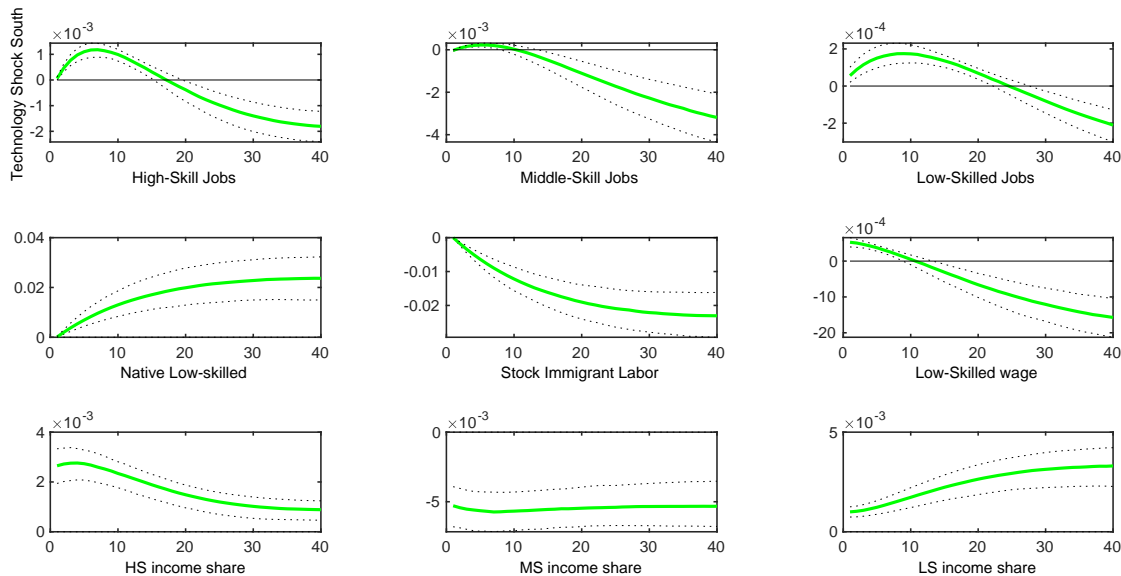 Technology Shock South
×10⁻³
1
0
-1
-2
0 10 20 30 40
High-Skill Jobs
×10⁻³
0
-2
-4
0 10 20 30 40
Middle-Skill Jobs
×10⁻⁴
2
0
-2
0 10 20 30 40
Low-Skilled Jobs
0.04
0.02
0
0 10 20 30 40
Native Low-skilled
0
-0.01
-0.02
0 10 20 30 40
Stock Immigrant Labor
×10⁻⁴
0
-10
-20
0 10 20 30 40
Low-Skilled wage
×10⁻³
4
2
0
0 10 20 30 40
HS income share
×10⁻³
0
-5
0 10 20 30 40
MS income share
×10⁻³
5
0
0 10 20 30 40
LS income share